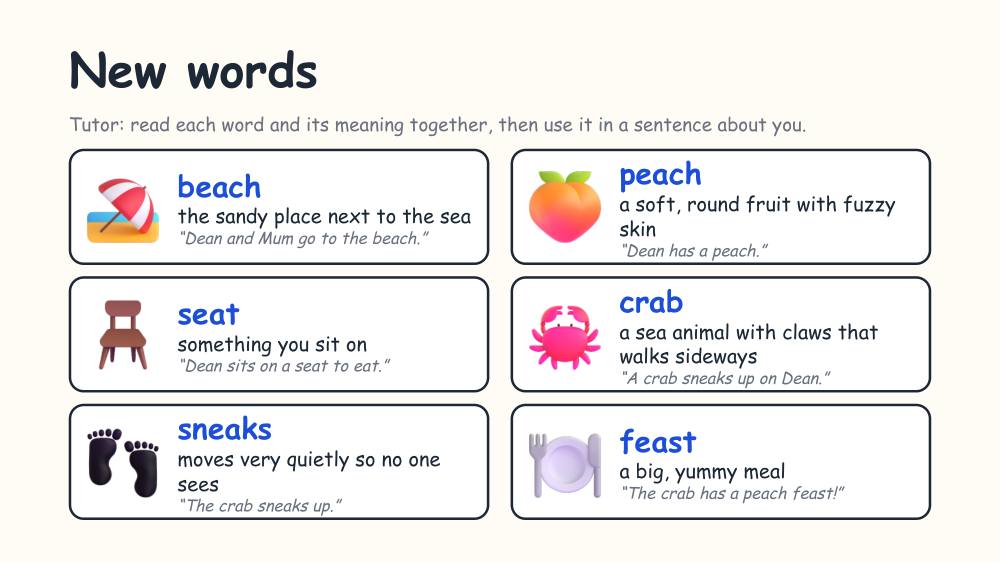 New words
Tutor: read each word and its meaning together, then use it in a sentence about you.
beach
the sandy place next to the sea
“Dean and Mum go to the beach.”
peach
a soft, round fruit with fuzzy
skin
“Dean has a peach.”
seat
something you sit on
“Dean sits on a seat to eat.”
crab
a sea animal with claws that
walks sideways
“A crab sneaks up on Dean.”
sneaks
moves very quietly so no one
sees
“The crab sneaks up.”
feast
a big, yummy meal
“The crab has a peach feast!”